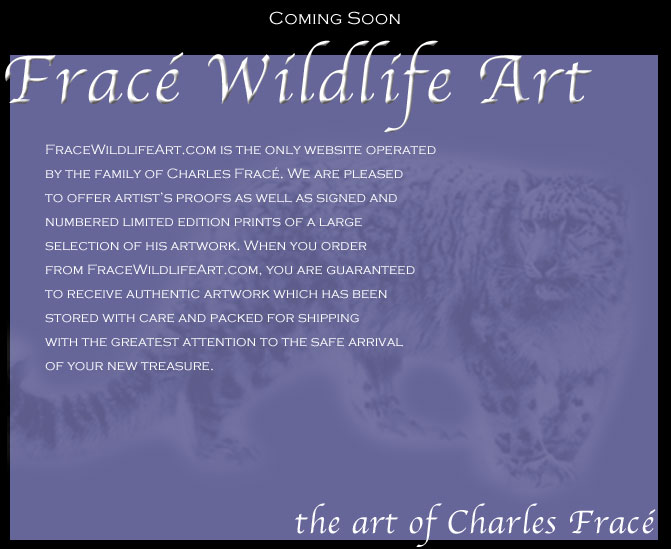 Coming Soon
Fracé Wildlife Art
FraceWildlifeArt.com is the only website operated
by the family of Charles Fracé. We are pleased
to offer artist's proofs as well as signed and
numbered limited edition prints of a large
selection of his artwork. When you order
from FraceWildlifeArt.com, you are guaranteed
to receive authentic artwork which has been
stored with care and packed for shipping
with the greatest attention to the safe arrival
of your new treasure.
the art of Charles Fracé